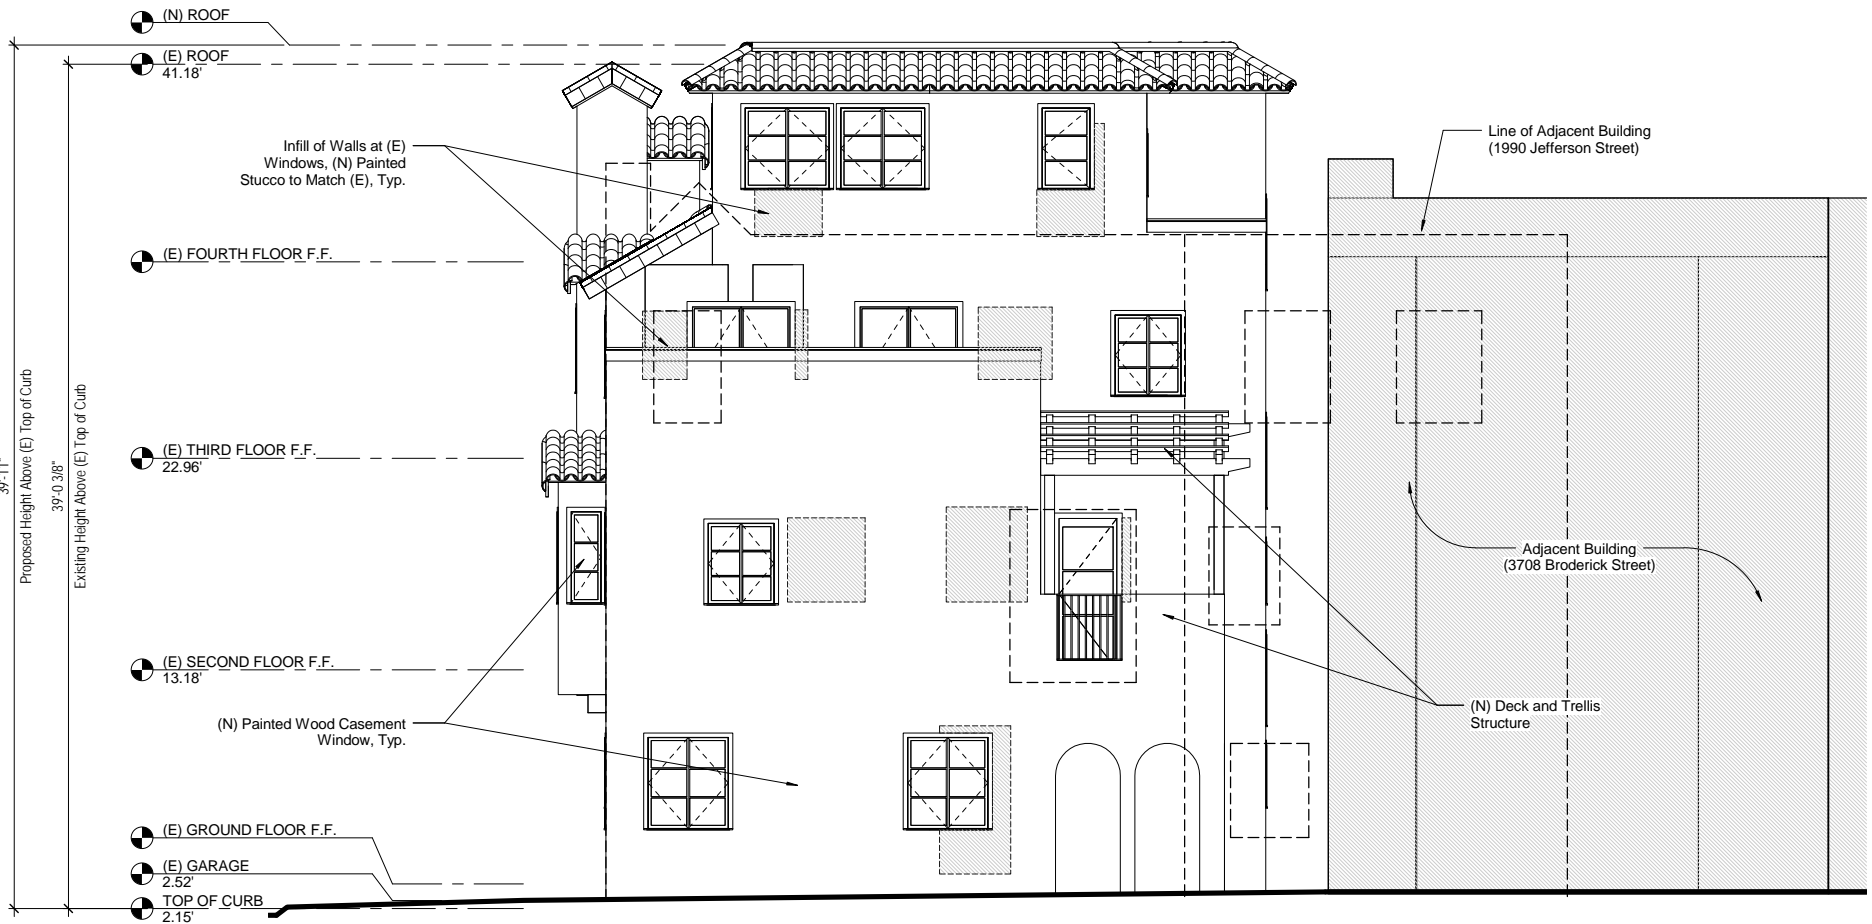 (N) ROOF
(E) ROOF
41.18'
Infill of Walls at (E)
Windows, (N) Painted
Stucco to Match (E), Typ.
Line of Adjacent Building
(1990 Jefferson Street)
(E) FOURTH FLOOR F.F.
(E) THIRD FLOOR F.F.
22.96'
39'-11"
Proposed Height Above (E) Top of Curb
39'-0 3/8"
Existing Height Above (E) Top of Curb
Adjacent Building
(3708 Broderick Street)
(E) SECOND FLOOR F.F.
13.18'
(N) Painted Wood Casement
Window, Typ.
(N) Deck and Trellis
Structure
(E) GROUND FLOOR F.F.
(E) GARAGE
2.52'
TOP OF CURB
2.15'